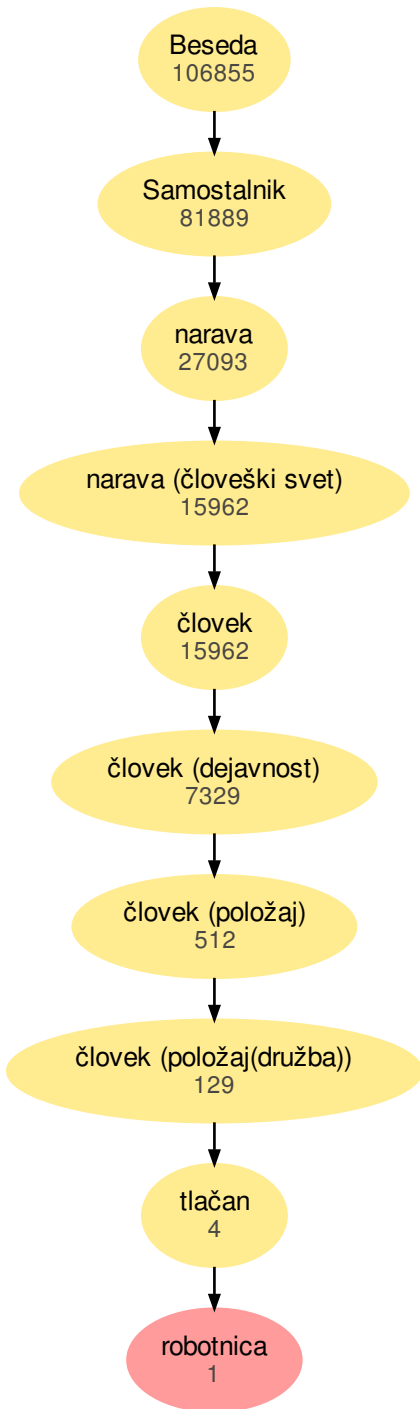 Beseda
106855
Samostalnik
81889
narava
27093
narava (človeški svet)
15962
človek
15962
človek (dejavnost)
7329
človek (položaj)
512
človek (položaj(družba))
129
tlačan
4
robotnica
1